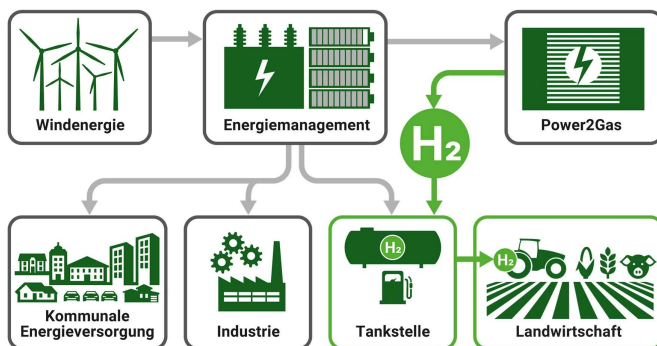 Windenergie
Energiemanagement
Power2Gas
H₂
Kommunale
Energieversorgung
Industrie
H₂
Tankstelle
H₂
Landwirtschaft